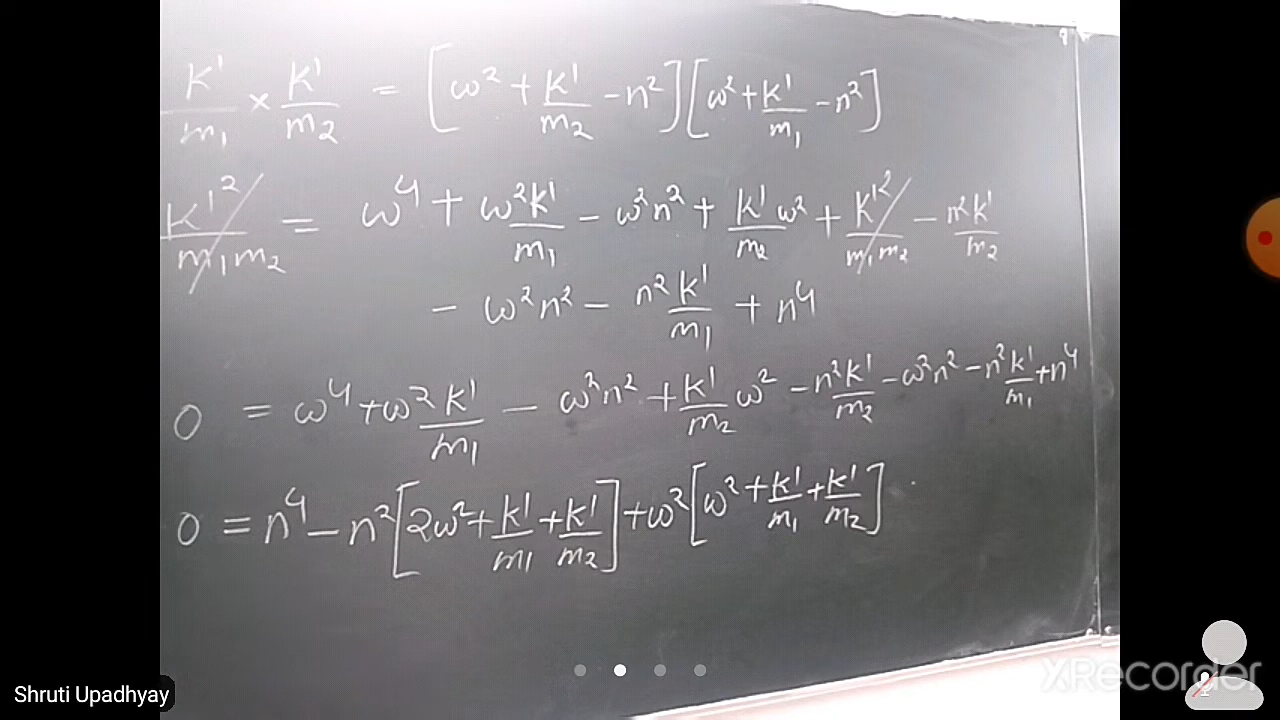 k'/m₁ × k'/m₂ = [ω² + k'/m₂ - n²][ω² + k'/m₁ - n²]
k'²/m₁m₂ = ω⁴ + ω²k'/m₁ - ω²n² + k'/m₂ ω² + k'²/m₁m₂ - n²k'/m₂
- ω²n² - n²k'/m₁ + n⁴
0 = ω⁴ + ω²k'/m₁ - ω²n² + k'/m₂ ω² - n²k'/m₂ - ω²n² - n²k'/m₁ + n⁴
0 = n⁴ - n²[2ω² + k'/m₁ + k'/m₂] + ω²[ω² + k'/m₁ + k'/m₂]
XRecorder
2
Shruti Upadhyay